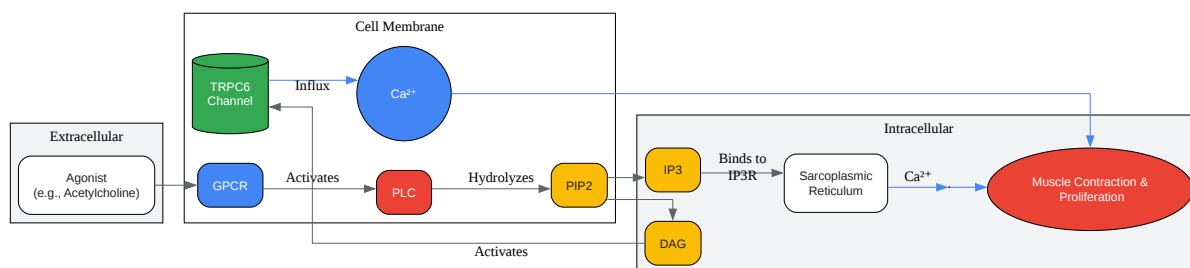 Cell Membrane
TRPC6
Channel
Influx
Ca²⁺
Extracellular
Intracellular
Agonist
(e.g., Acetylcholine)
GPCR
Activates
PLC
Hydrolyzes
PIP2
IP3
Binds to
IP3R
Sarcoplasmic
Reticulum
Ca²⁺
Muscle Contraction &
Proliferation
DAG
Activates